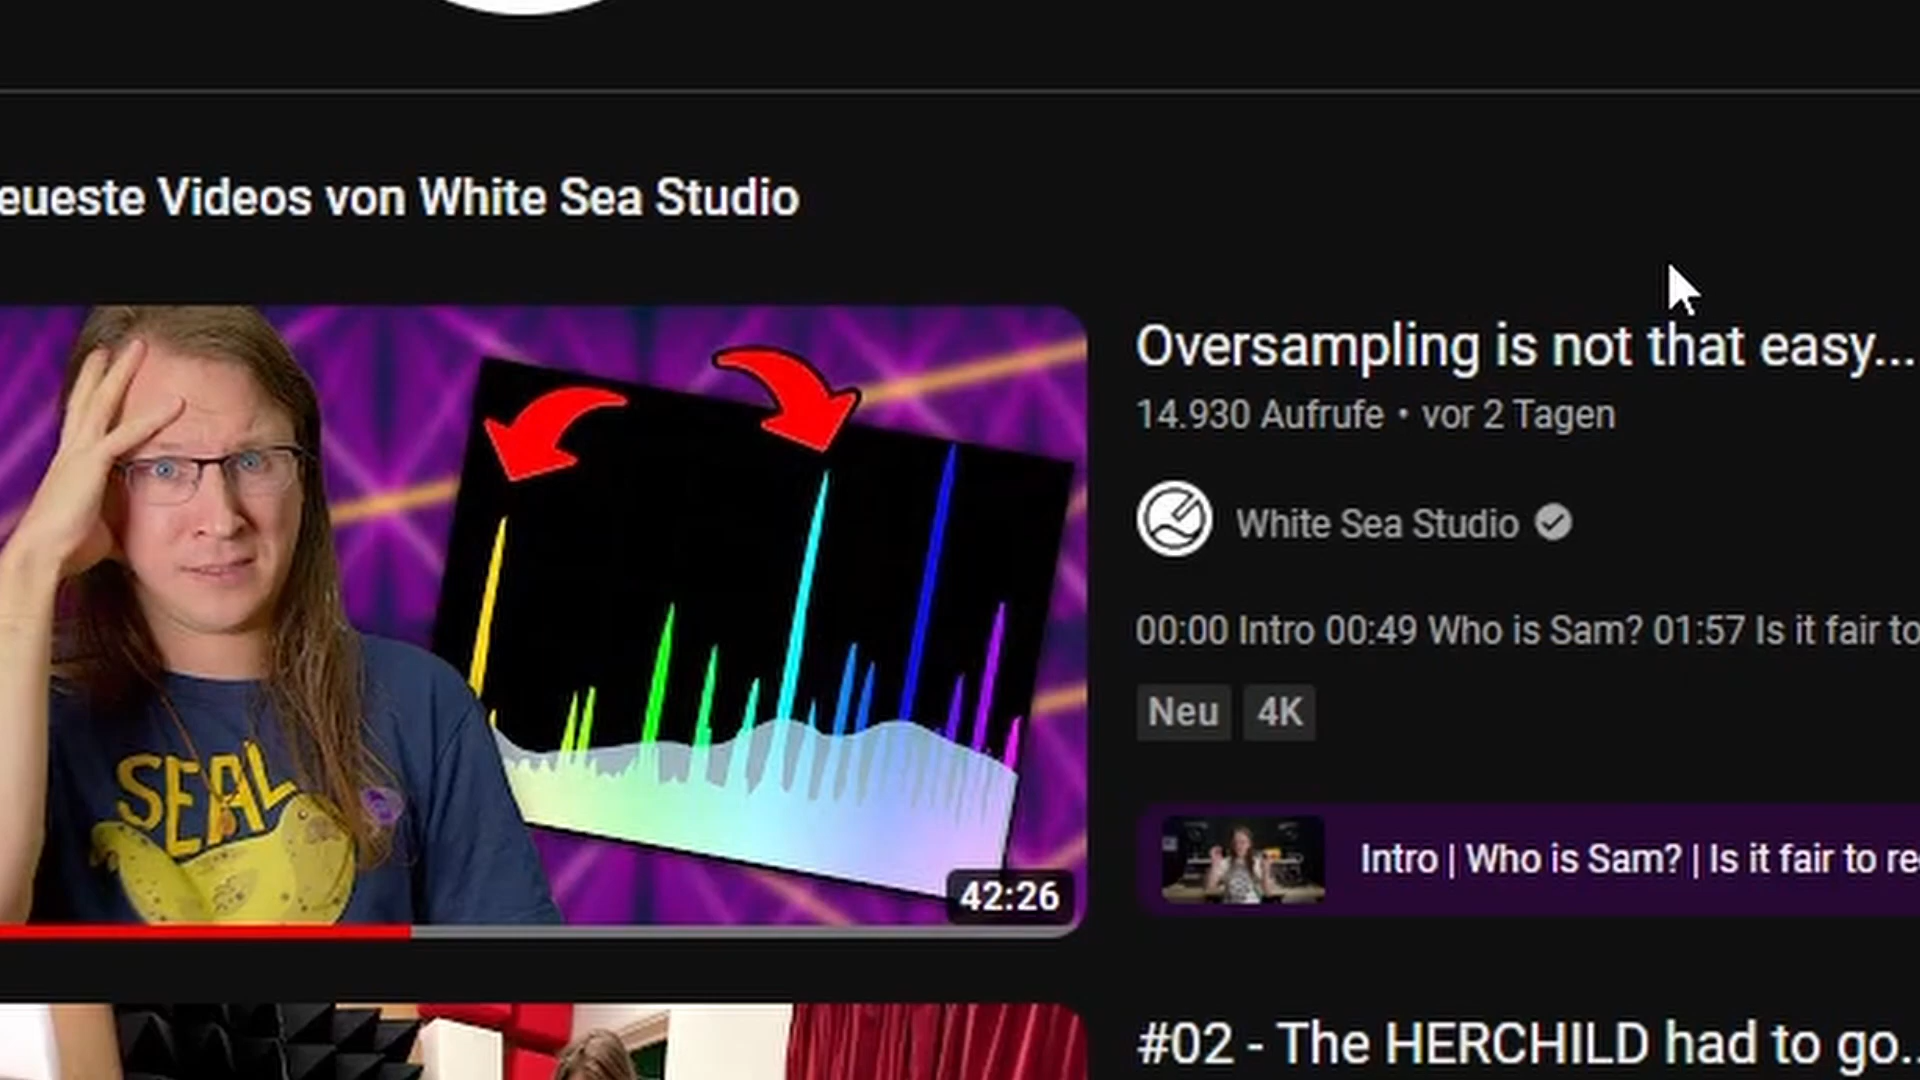 eueste Videos von White Sea Studio
Oversampling is not that easy...
14.930 Aufrufe • vor 2 Tagen
White Sea Studio
00:00 Intro 00:49 Who is Sam? 01:57 Is it fair to
Neu 4K
SEAL
Intro | Who is Sam? | Is it fair to re
42:26
#02 - The HERCHILD had to go..